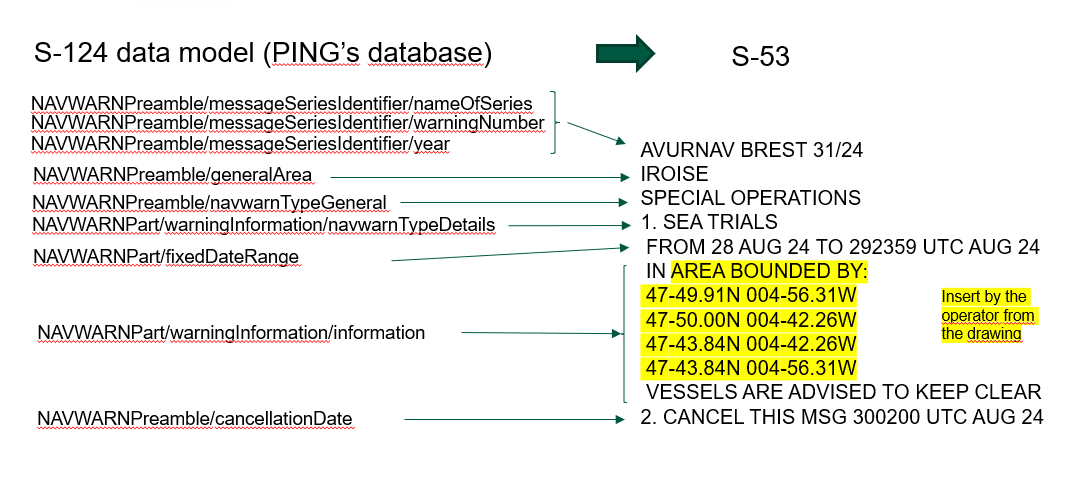 S-124 data model (PING's database)
S-53
NAVWARNPreamble/messageSeriesIdentifier/nameOfSeries
NAVWARNPreamble/messageSeriesIdentifier/warningNumber
NAVWARNPreamble/messageSeriesIdentifier/year
NAVWARNPreamble/generalArea
NAVWARNPreamble/navwarnTypeGeneral
NAVWARNPart/warningInformation/navwarnTypeDetails
NAVWARNPart/fixedDateRange
NAVWARNPart/warningInformation/information
NAVWARNPreamble/cancellationDate
AVURNAV BREST 31/24
IROISE
SPECIAL OPERATIONS
1. SEA TRIALS
FROM 28 AUG 24 TO 292359 UTC AUG 24
IN AREA BOUNDED BY:
47-49.91N 004-56.31W
47-50.00N 004-42.26W
47-43.84N 004-42.26W
47-43.84N 004-56.31W
VESSELS ARE ADVISED TO KEEP CLEAR
2. CANCEL THIS MSG 300200 UTC AUG 24
Insert by the
operator from
the drawing